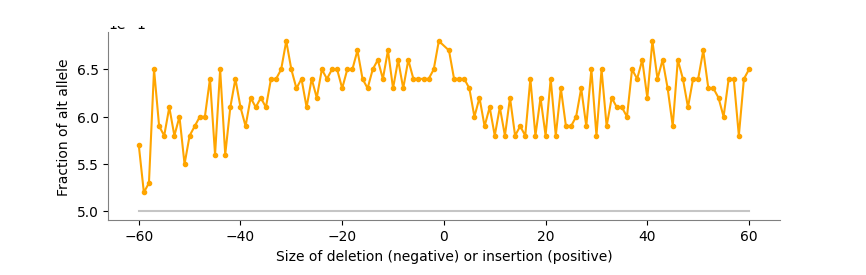 6.5
6.0
5.5
5.0
Fraction of alt allele
−60 −40 −20 0 20 40 60
Size of deletion (negative) or insertion (positive)